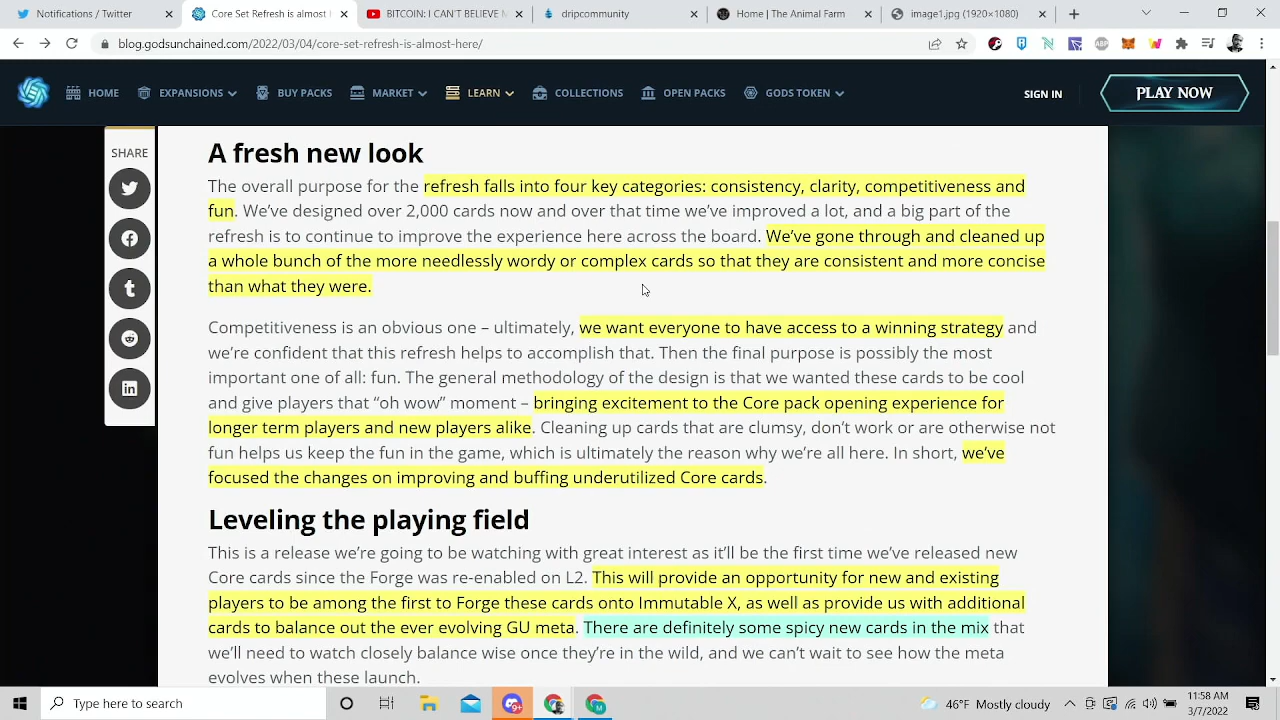 (1) Notifications / Twitter
Core Set Refresh is Almost Here!
BITCOIN: I CAN'T BELIEVE
dripcommunity
Home | The Animal Farm
image1.jpg (1920×1080)
blog.godsunchained.com/2022/03/04/core-set-refresh-is-almost-here/
ABP
HOME
EXPANSIONS
BUY PACKS
MARKET
LEARN
COLLECTIONS
OPEN PACKS
GODS TOKEN
SIGN IN
PLAY NOW
SHARE
A fresh new look
The overall purpose for the refresh falls into four key categories: consistency, clarity, competitiveness and
fun. We've designed over 2,000 cards now and over that time we've improved a lot, and a big part of the
refresh is to continue to improve the experience here across the board. We've gone through and cleaned up
a whole bunch of the more needlessly wordy or complex cards so that they are consistent and more concise
than what they were.
Competitiveness is an obvious one – ultimately, we want everyone to have access to a winning strategy and
we're confident that this refresh helps to accomplish that. Then the final purpose is possibly the most
important one of all: fun. The general methodology of the design is that we wanted these cards to be cool
and give players that “oh wow” moment – bringing excitement to the Core pack opening experience for
longer term players and new players alike. Cleaning up cards that are clumsy, don't work or are otherwise not
fun helps us keep the fun in the game, which is ultimately the reason why we're all here. In short, we've
focused the changes on improving and buffing underutilized Core cards.
Leveling the playing field
This is a release we're going to be watching with great interest as it'll be the first time we've released new
Core cards since the Forge was re-enabled on L2. This will provide an opportunity for new and existing
players to be among the first to Forge these cards onto Immutable X, as well as provide us with additional
cards to balance out the ever evolving GU meta. There are definitely some spicy new cards in the mix that
we'll need to watch closely balance wise once they're in the wild, and we can't wait to see how the meta
evolves when these launch.
Type here to search
9+
46°F Mostly cloudy
11:58 AM
3/7/2022